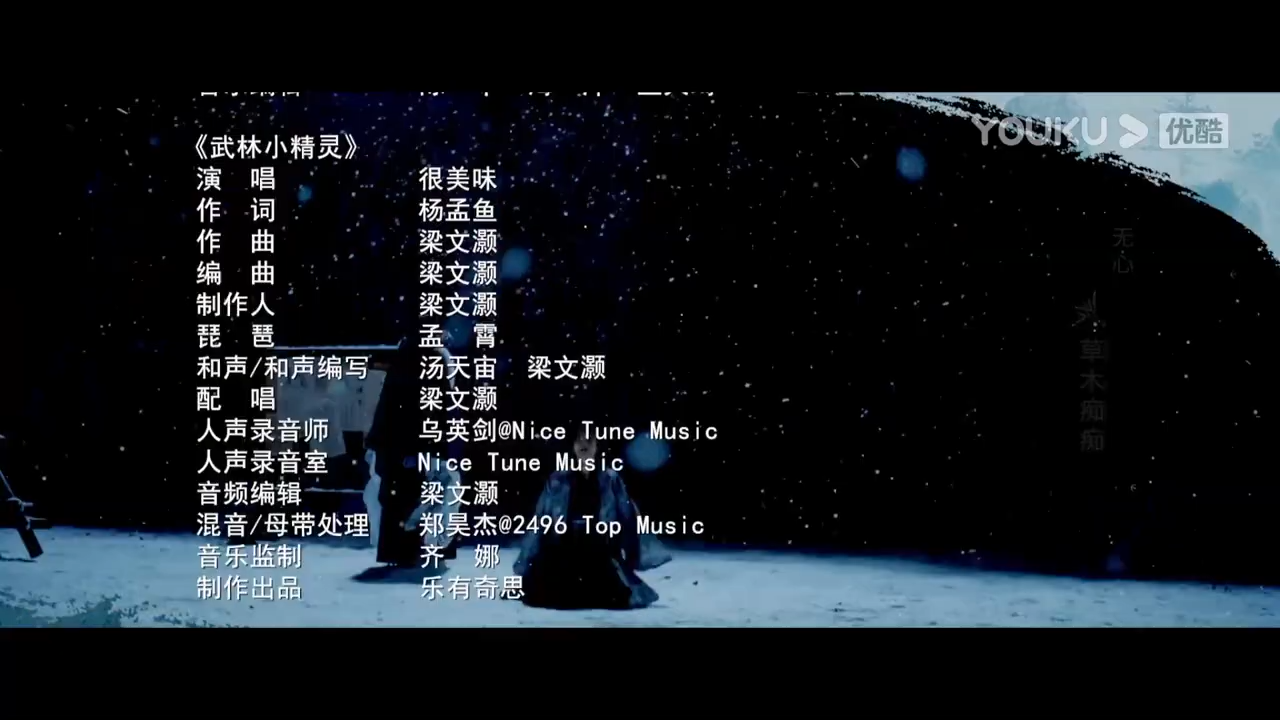 YOUKU 优酷
《武林小精灵》
演 唱 很美味
作 词 杨孟鱼
作 曲 梁文灏
编 曲 梁文灏
制作人 梁文灏
琵 琶 孟 霄
和声/和声编写 汤天宙 梁文灏
配 唱 梁文灏
人声录音师 乌英剑@Nice Tune Music
人声录音室 Nice Tune Music
音频编辑 梁文灏
混音/母带处理 郑昊杰@2496 Top Music
音乐监制 齐 娜
制作出品 乐有奇思
无心
草木痴痴